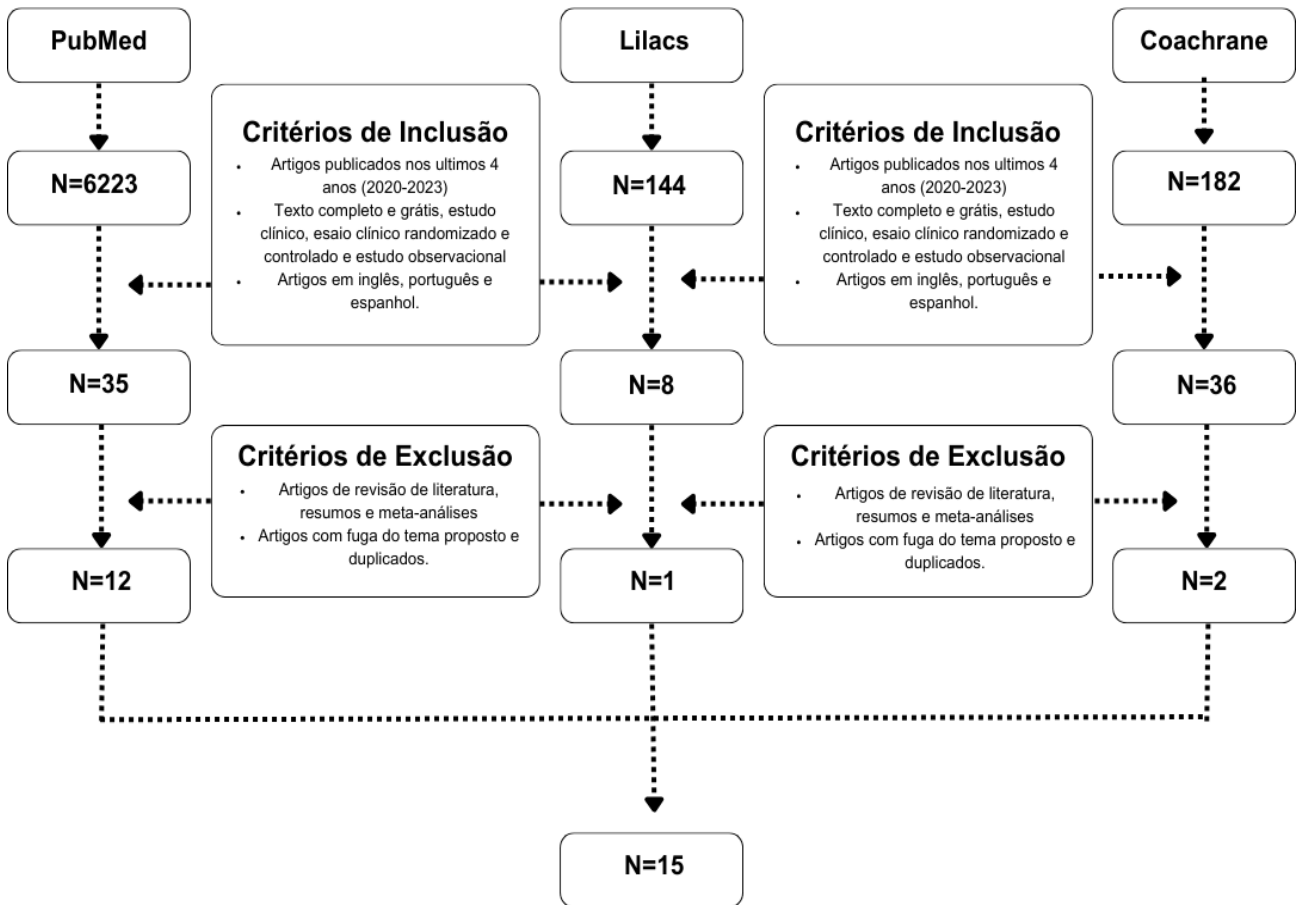 PubMed
Lilacs
Coachrane
Critérios de Inclusão
• Artigos publicados nos ultimos 4
anos (2020-2023)
• Texto completo e grátis, estudo
clínico, esaio clínico randomizado e
controlado e estudo observacional
• Artigos em inglês, português e
espanhol.
Critérios de Inclusão
• Artigos publicados nos ultimos 4
anos (2020-2023)
• Texto completo e grátis, estudo
clínico, esaio clínico randomizado e
controlado e estudo observacional
• Artigos em inglês, português e
espanhol.
N=6223
N=144
N=182
N=35
N=8
N=36
Critérios de Exclusão
• Artigos de revisão de literatura,
resumos e meta-análises
• Artigos com fuga do tema proposto e
duplicados.
Critérios de Exclusão
• Artigos de revisão de literatura,
resumos e meta-análises
• Artigos com fuga do tema proposto e
duplicados.
N=12
N=1
N=2
N=15